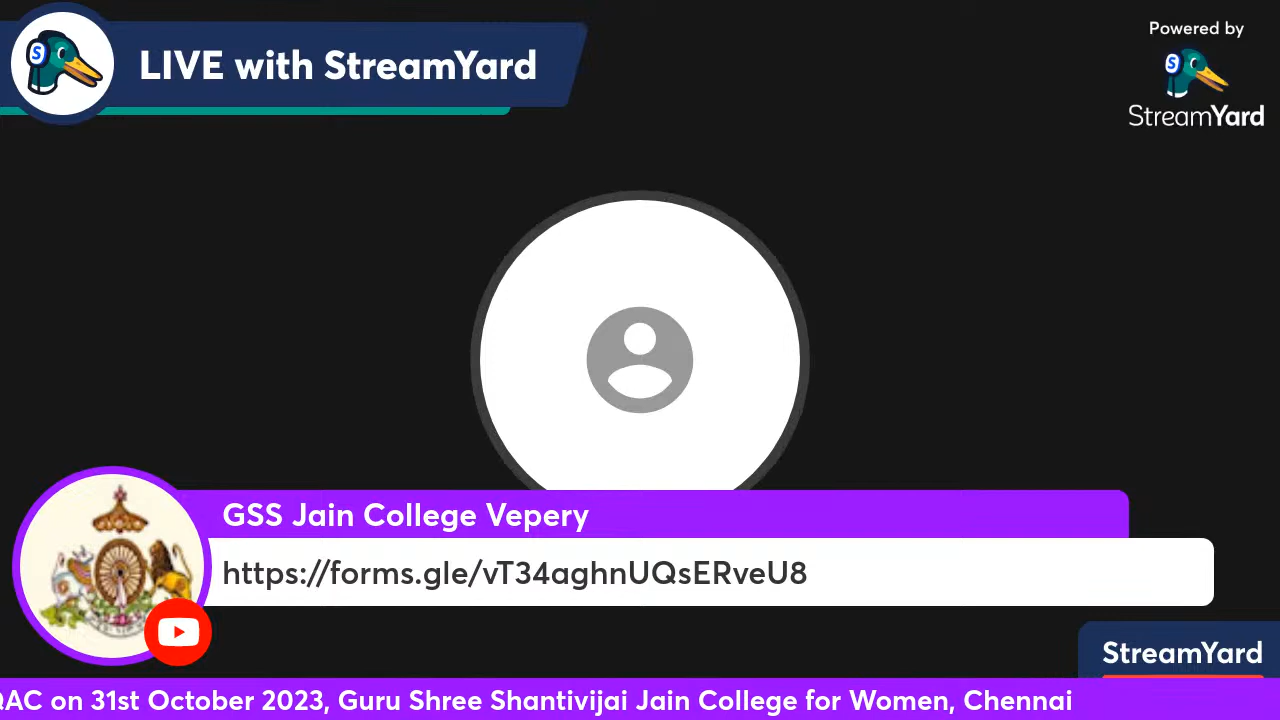 LIVE with StreamYard
Powered by
StreamYard
GSS Jain College Vepery
https://forms.gle/vT34aghnUQsERveU8
StreamYard
on 31st October 2023, Guru Shree Shantivijai Jain College for Women, Chennai